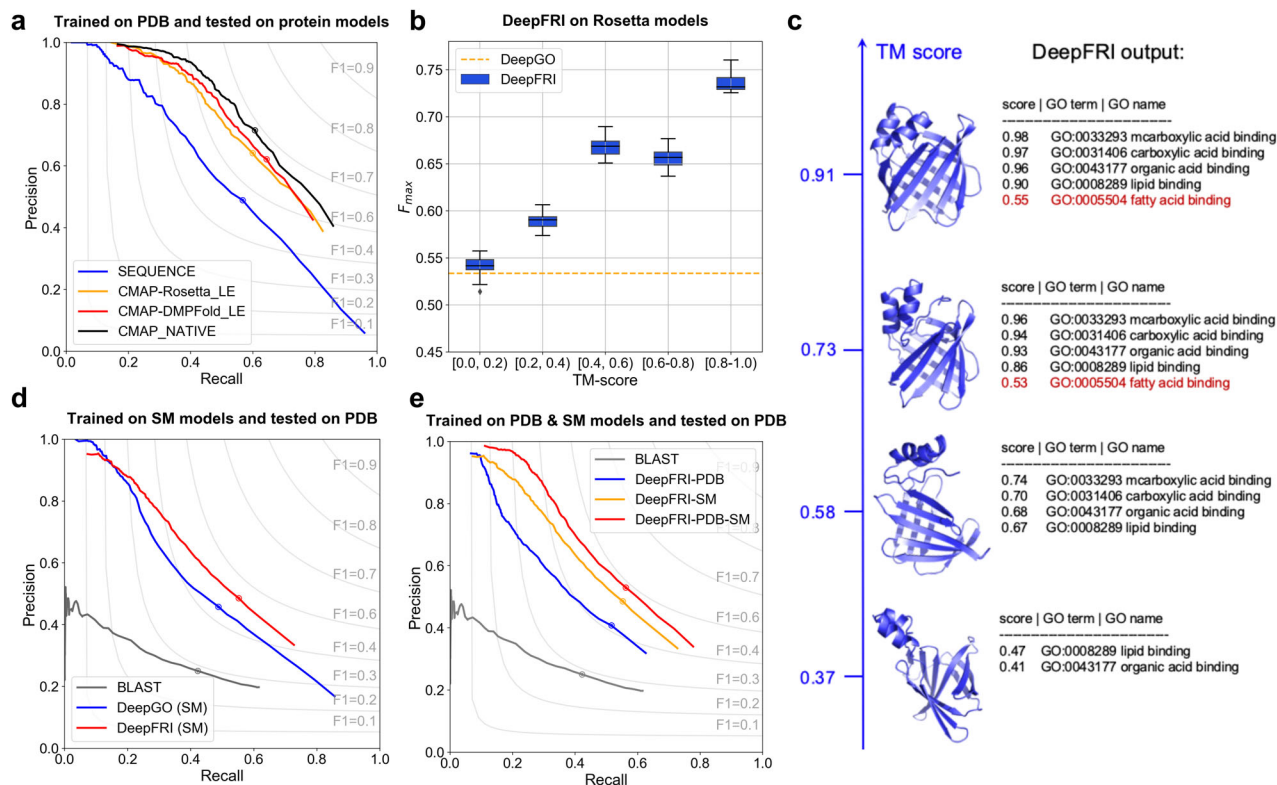 a
Trained on PDB and tested on protein models
1.0
0.8
0.6
0.4
0.2
0.0
Precision
0.0
0.2
0.4
0.6
0.8
1.0
Recall
F1=0.9
F1=0.8
F1=0.7
F1=0.6
F1=0.4
F1=0.3
F1=0.2
F1=0.1
SEQUENCE
CMAP-Rosetta_LE
CMAP-DMPFold_LE
CMAP_NATIVE
b
DeepFRI on Rosetta models
DeepGO
DeepFRI
0.75
0.70
0.65
0.60
0.55
0.50
0.45
Fmax
[0.0, 0.2)
[0.2, 0.4)
[0.4, 0.6)
[0.6-0.8)
[0.8-1.0)
TM-score
c
TM score
DeepFRI output:
0.91
score | GO term | GO name
-----------------------------
0.98 GO:0033293 mcarboxylic acid binding
0.97 GO:0031406 carboxylic acid binding
0.96 GO:0043177 organic acid binding
0.90 GO:0008289 lipid binding
0.55 GO:0005504 fatty acid binding
0.73
score | GO term | GO name
-----------------------------
0.96 GO:0033293 mcarboxylic acid binding
0.94 GO:0031406 carboxylic acid binding
0.93 GO:0043177 organic acid binding
0.86 GO:0008289 lipid binding
0.53 GO:0005504 fatty acid binding
0.58
score | GO term | GO name
-----------------------------
0.74 GO:0033293 mcarboxylic acid binding
0.70 GO:0031406 carboxylic acid binding
0.68 GO:0043177 organic acid binding
0.67 GO:0008289 lipid binding
0.37
score | GO term | GO name
-----------------------------
0.47 GO:0008289 lipid binding
0.41 GO:0043177 organic acid binding
d
Trained on SM models and tested on PDB
1.0
0.8
0.6
0.4
0.2
0.0
Precision
0.0
0.2
0.4
0.6
0.8
1.0
Recall
F1=0.9
F1=0.8
F1=0.7
F1=0.6
F1=0.4
F1=0.3
F1=0.2
F1=0.1
BLAST
DeepGO (SM)
DeepFRI (SM)
e
Trained on PDB & SM models and tested on PDB
1.0
0.8
0.6
0.4
0.2
0.0
Precision
0.0
0.2
0.4
0.6
0.8
1.0
Recall
BLAST
DeepFRI-PDB
DeepFRI-SM
DeepFRI-PDB-SM
F1=0.7
F1=0.6
F1=0.4
F1=0.3
F1=0.2
F1=0.1